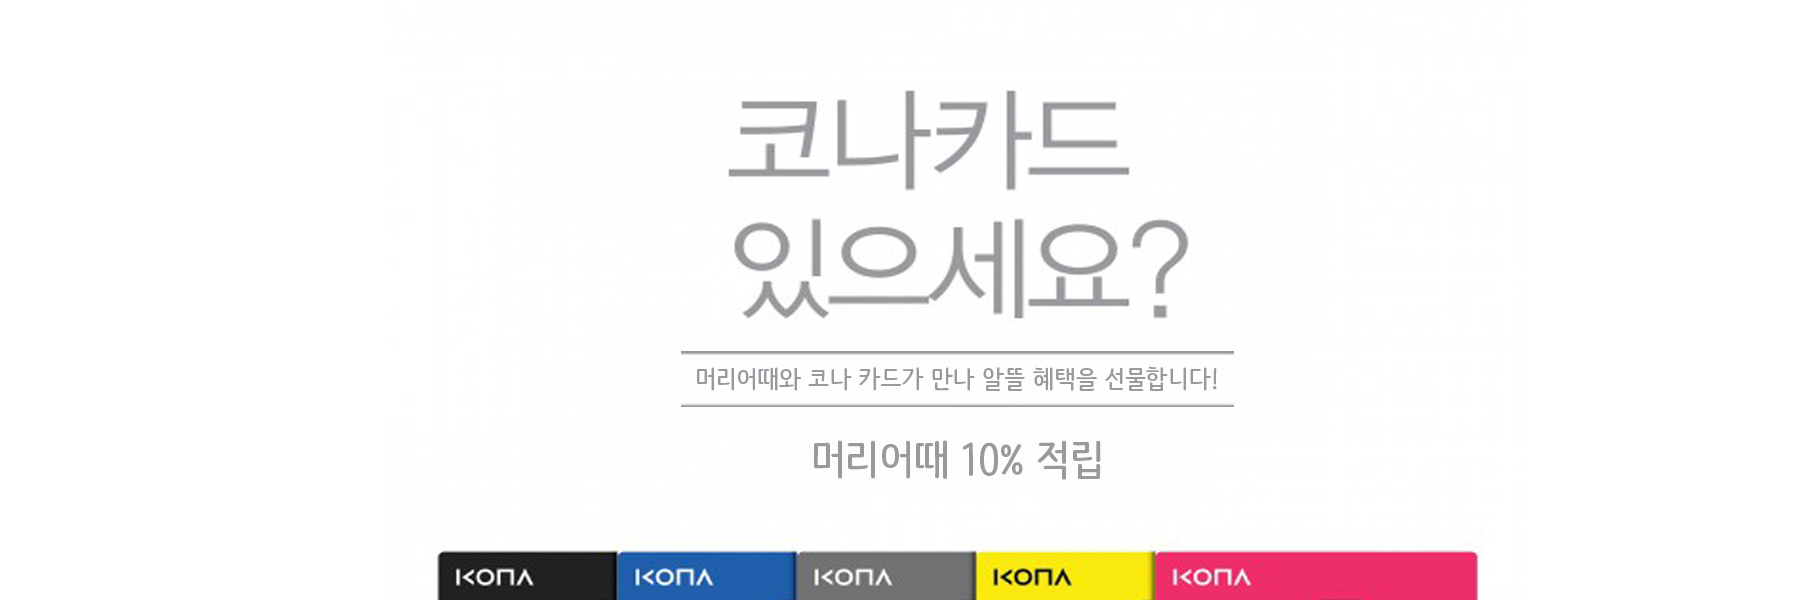 코나카드
있으세요?
머리어때와 코나 카드가 만나 알뜰 혜택을 선물합니다!
머리어때 10% 적립
KONA KONA KONA KONA KONA